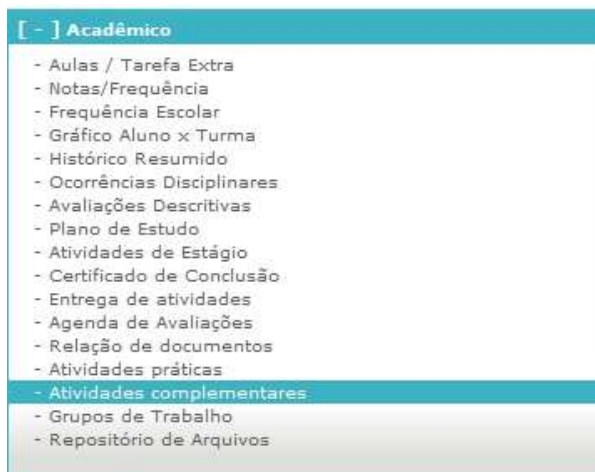 [ - ] Acadêmico
- Aulas / Tarefa Extra
- Notas/Frequência
- Frequência Escolar
- Gráfico Aluno x Turma
- Histórico Resumido
- Ocorrências Disciplinares
- Avaliações Descritivas
- Plano de Estudo
- Atividades de Estágio
- Certificado de Conclusão
- Entrega de atividades
- Agenda de Avaliações
- Relação de documentos
- Atividades práticas
- Atividades complementares
- Grupos de Trabalho
- Repositório de Arquivos